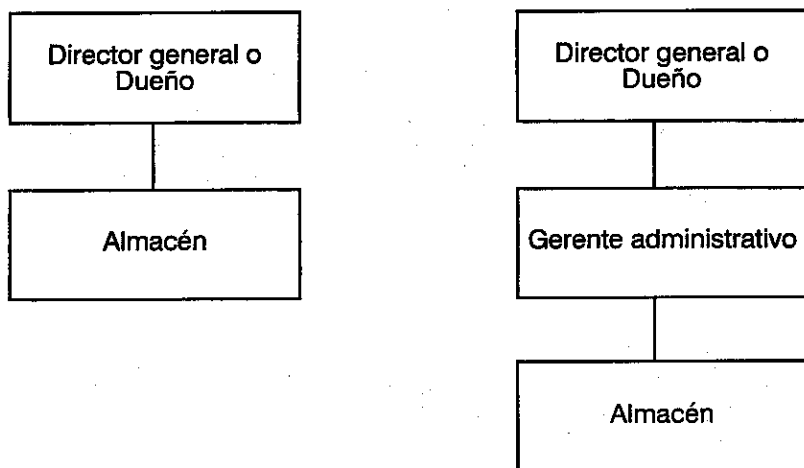 Director general o
Dueño
Almacén
Director general o
Dueño
Gerente administrativo
Almacén